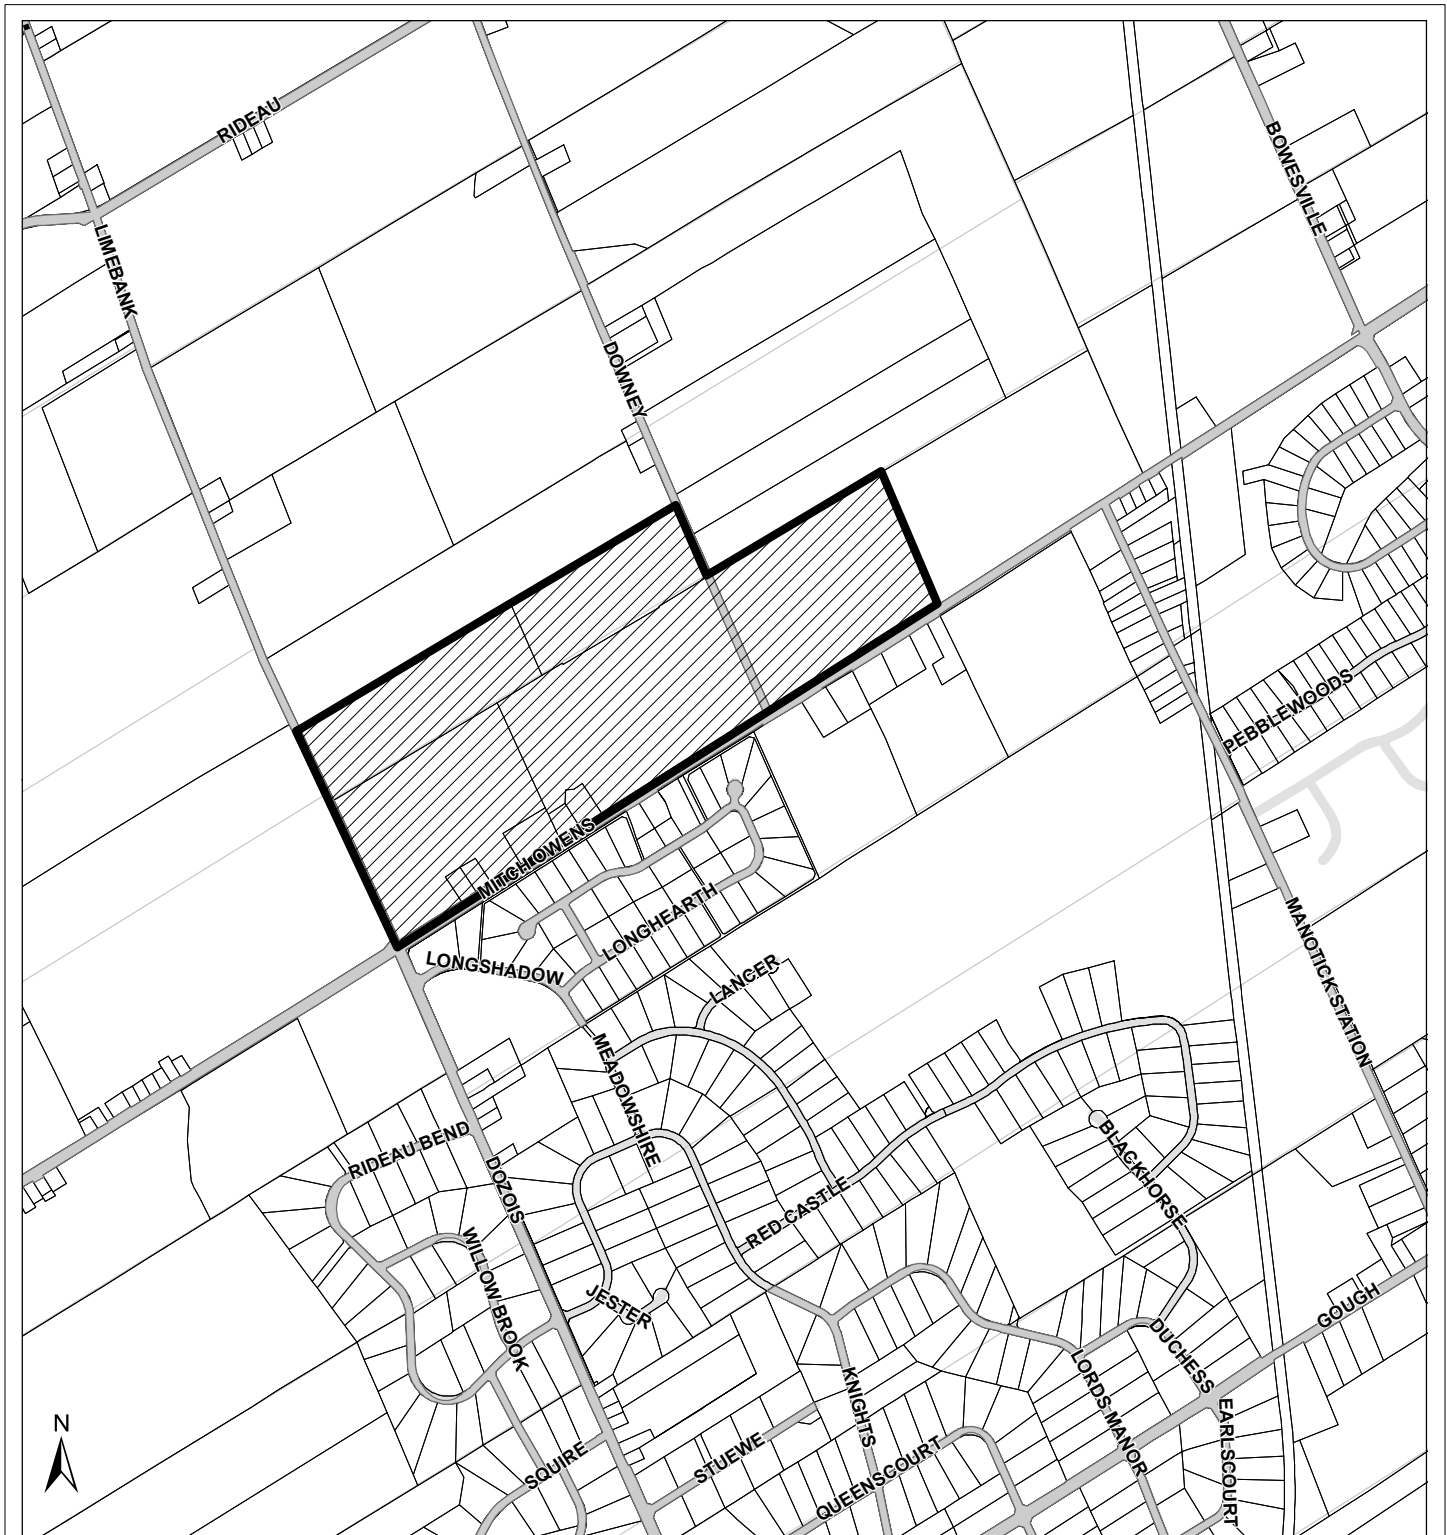 RIDEAU
BOWESVILLE
LIMEBANK
DOWNEY
PEBBLEWOODS
MITCH OWENS
LONGHEARTH
LONGSHADOW
LANCER
MANOTICK STATION
MEADOWSHIRE
RIDEAU BEND
BLACKHORSE
DOZOIS
RED CASTLE
WILLOW BROOK
JESTER
GOUGH
DUCHESS
LORDS MANOR
KNIGHTS
EARLSCOURT
N
SQUIRE
STUEWE
QUEENSCOURT